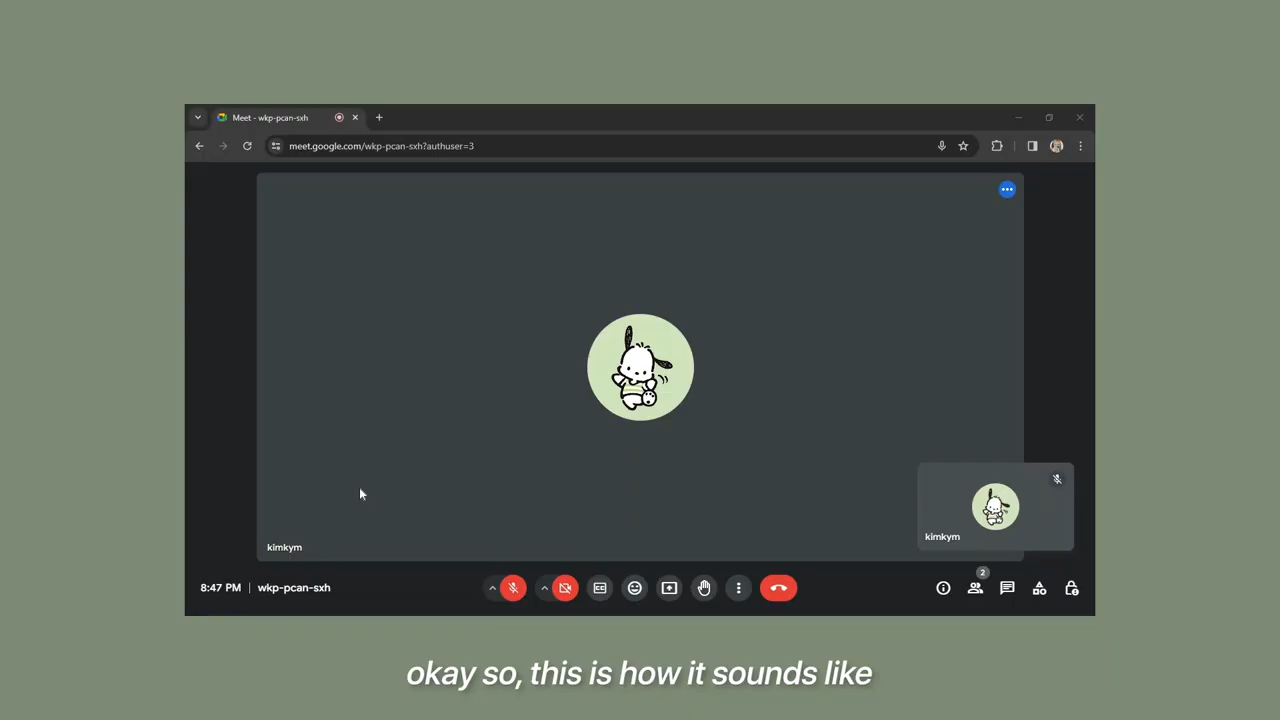 Meet - wkp-pcan-sxh
meet.google.com/wkp-pcan-sxh?authuser=3
kimkym
kimkym
8:47 PM | wkp-pcan-sxh
CC
2
okay so, this is how it sounds like